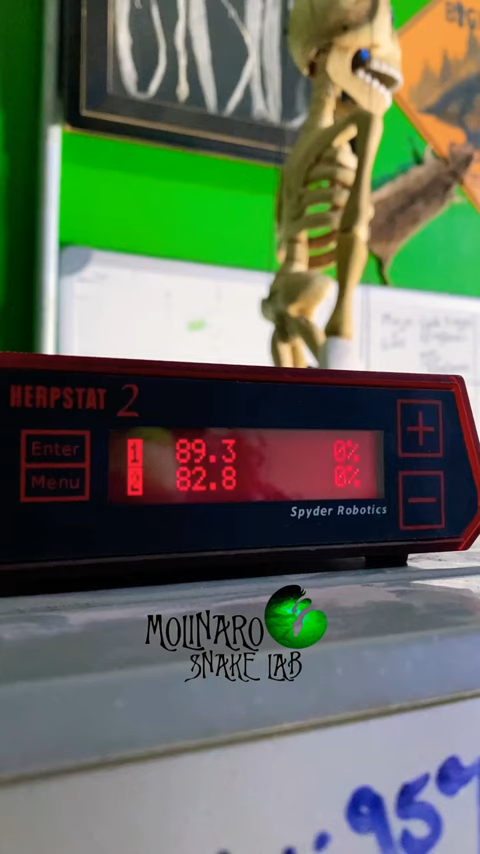 HERPSTAT 2
Enter
Menu
1 89.3 0%
2 82.8 0%
+
−
Spyder Robotics
MOLINARO
SNAKE LAB